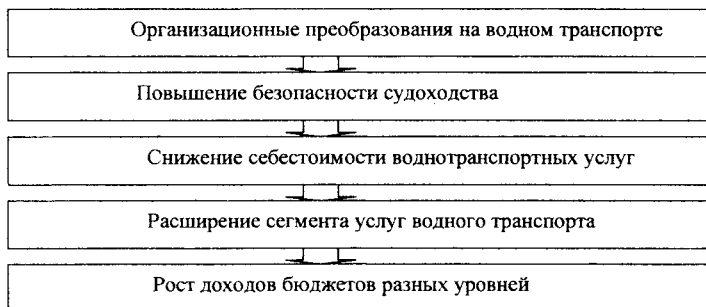 Организационные преобразования на водном транспорте
Повышение безопасности судоходства
Снижение себестоимости воднотранспортных услуг
Расширение сегмента услуг водного транспорта
Рост доходов бюджетов разных уровней